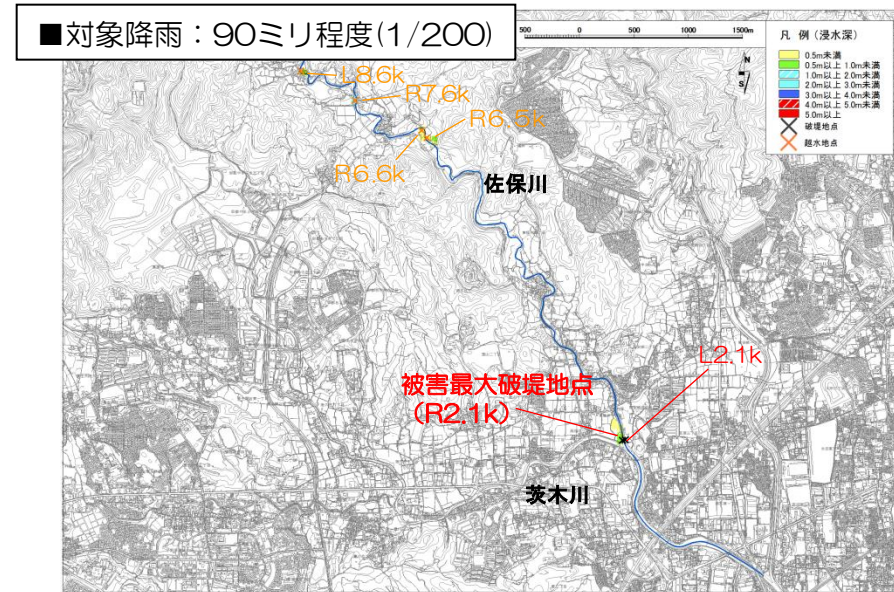 ■対象降雨：90ミリ程度(1/200)
500 0 500 1000 1500m
凡 例 (浸水深)
0.5m未満
0.5m以上 1.0m未満
1.0m以上 2.0m未満
2.0m以上 3.0m未満
3.0m以上 4.0m未満
4.0m以上 5.0m未満
5.0m以上
破堤地点
越水地点
N
S
L8.6k
R7.6k
R6.5k
R6.6k
佐保川
L2.1k
被害最大破堤地点
(R2.1k)
茨木川